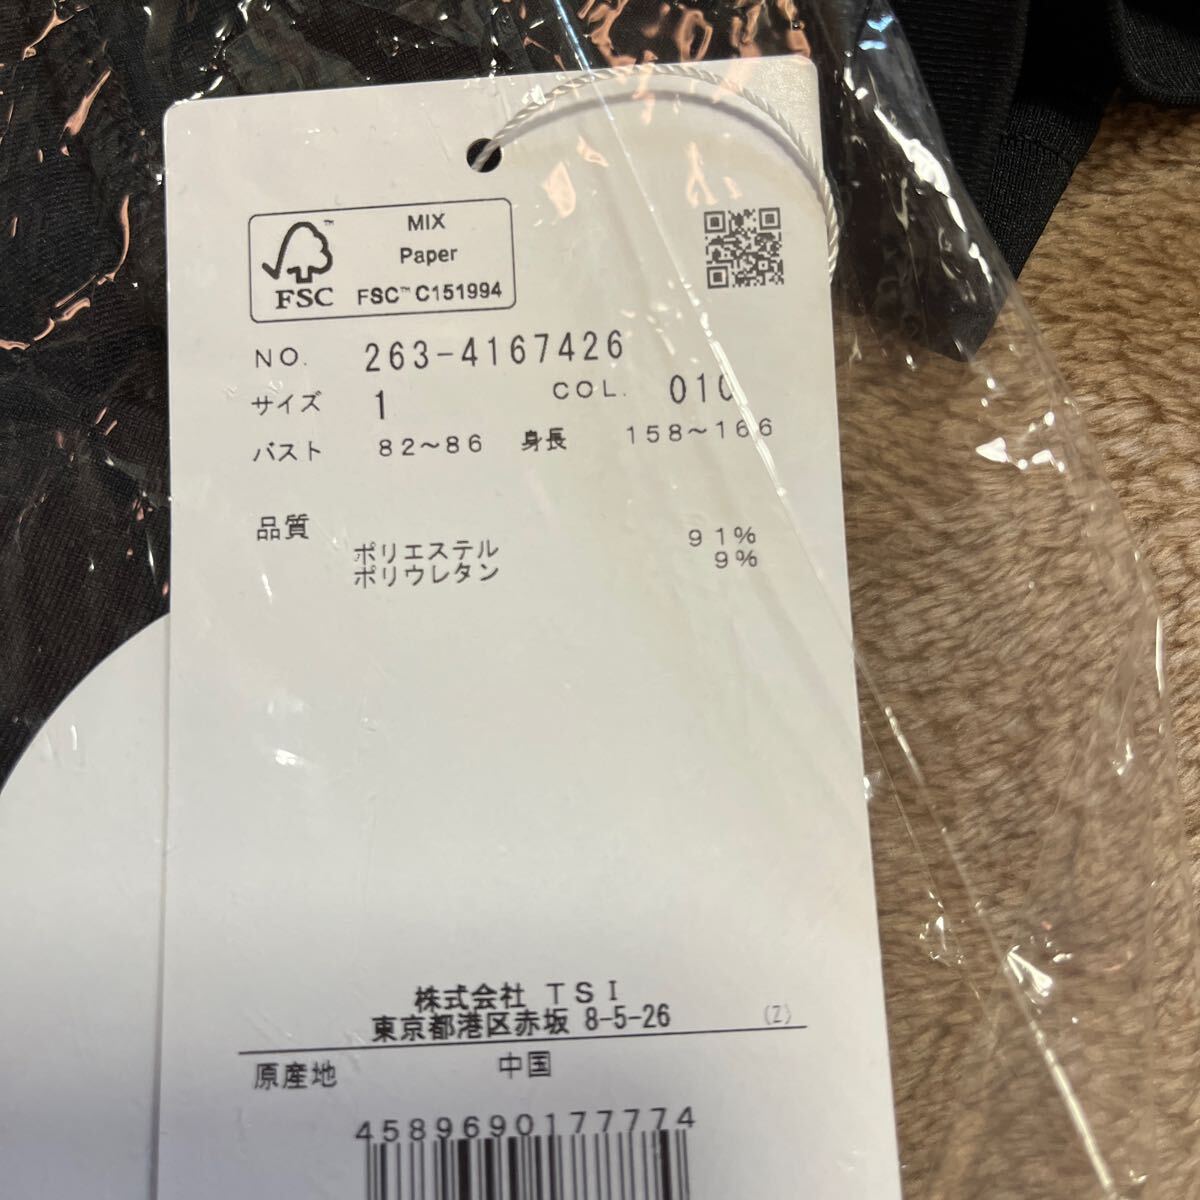 MIX
Paper
FSC™ C151994
FSC
NO. 263-4167426
サイズ 1 COL. 010
バスト 82～86 身長 158～166
品質
ポリエステル 91%
ポリウレタン 9%
株式会社 TSI
東京都港区赤坂 8-5-26 (Z)
原産地 中国
4589690177774